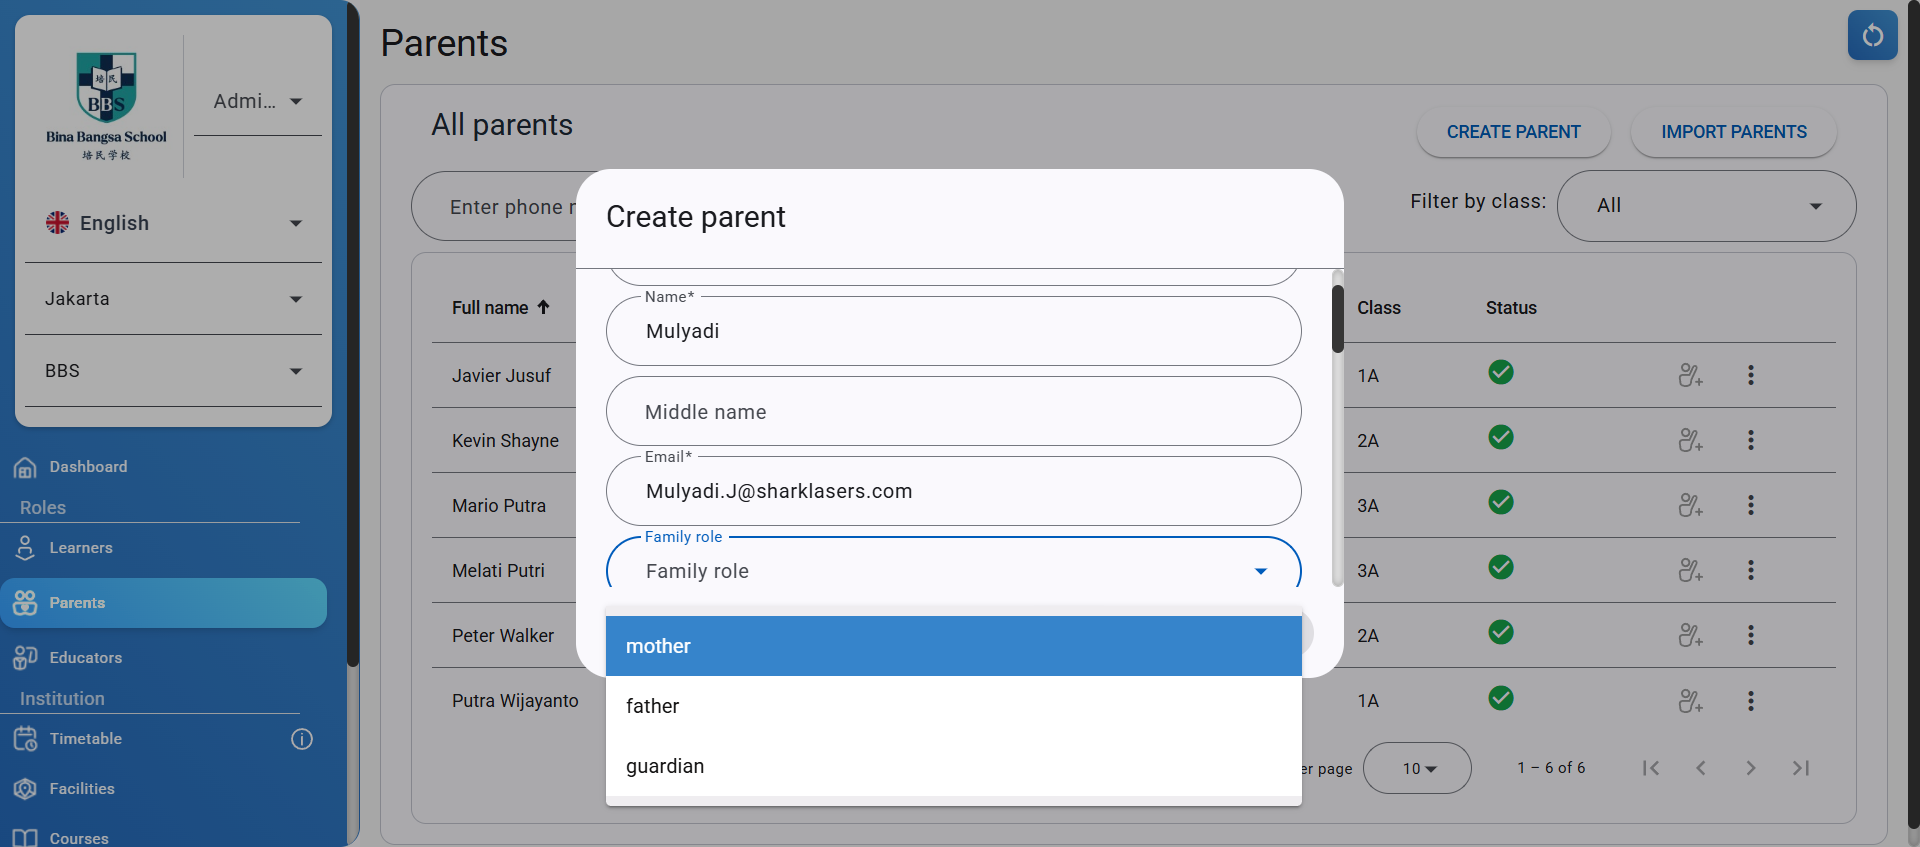 培民
BBS
Bina Bangsa School
培民学校
Admi...
English
Jakarta
BBS
Dashboard
Roles
Learners
Parents
Educators
Institution
Timetable
Facilities
Courses
Parents
All parents
CREATE PARENT
IMPORT PARENTS
Enter phone
Filter by class:
All
Full name
Class
Status
Javier Jusuf
1A
Kevin Shayne
2A
Mario Putra
3A
Melati Putri
3A
Peter Walker
2A
Putra Wijayanto
1A
er page
10
1 – 6 of 6
Create parent
Name*
Mulyadi
Middle name
Email*
Mulyadi.J@sharklasers.com
Family role
Family role
mother
father
guardian